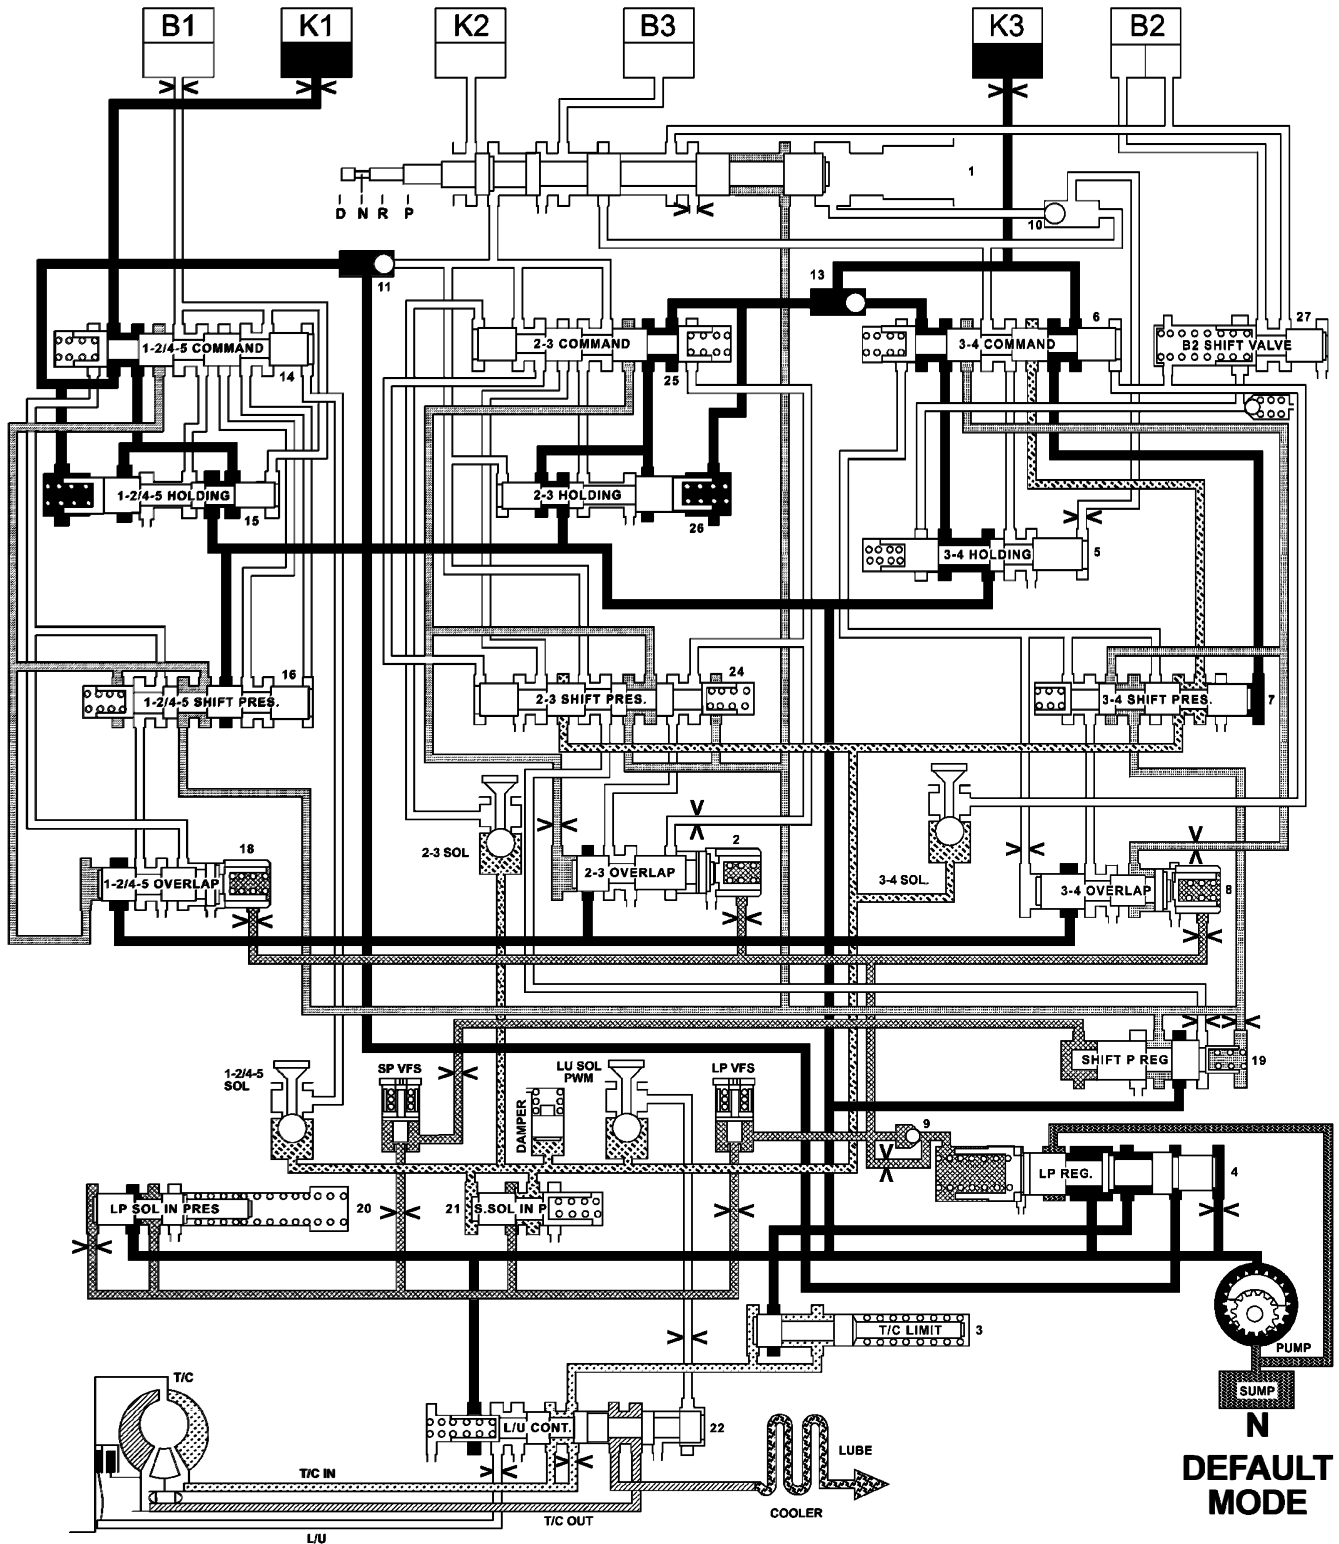 B1
K1
K2
B3
K3
B2
1
D N R P
10
11
13
6
27
1-2/4-5 COMMAND
14
2-3 COMMAND
25
3-4 COMMAND
B2 SHIFT VALVE
1-2/4-5 HOLDING
15
2-3 HOLDING
26
3-4 HOLDING
5
16
1-2/4-5 SHIFT PRES.
24
2-3 SHIFT PRES.
3-4 SHIFT PRES.
7
18
1-2/4-5 OVERLAP
2-3 SOL
2
2-3 OVERLAP
3-4 SOL.
3-4 OVERLAP
8
SHIFT P REG
19
1-2/4-5
SOL
SP VFS
LU SOL
PWM
LP VFS
DAMPER
9
LP REG.
4
LP SOL IN PRES
20
21
S.SOL IN P
T/C LIMIT
3
PUMP
SUMP
T/C
L/U CONT.
22
LUBE
COOLER
T/C IN
T/C OUT
L/U
N
DEFAULT
MODE